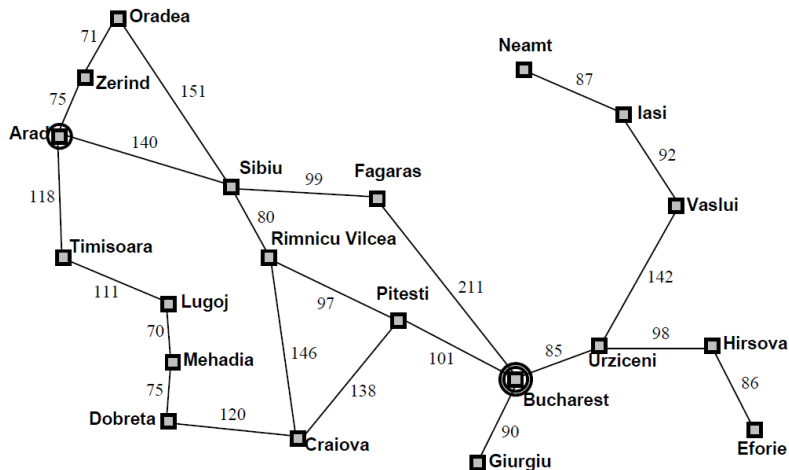 Oradea
71
Neamt
Zerind
87
151
75
Iasi
Arad
140
92
Sibiu
Fagaras
99
118
80
Vaslui
Timisoara
Rimnicu Vilcea
111
142
Pitesti
211
Lugoj
97
70
98
Hirsova
146
101
85
Mehadia
Urziceni
75
138
86
Bucharest
120
Dobreta
90
Craiova
Eforie
Giurgiu